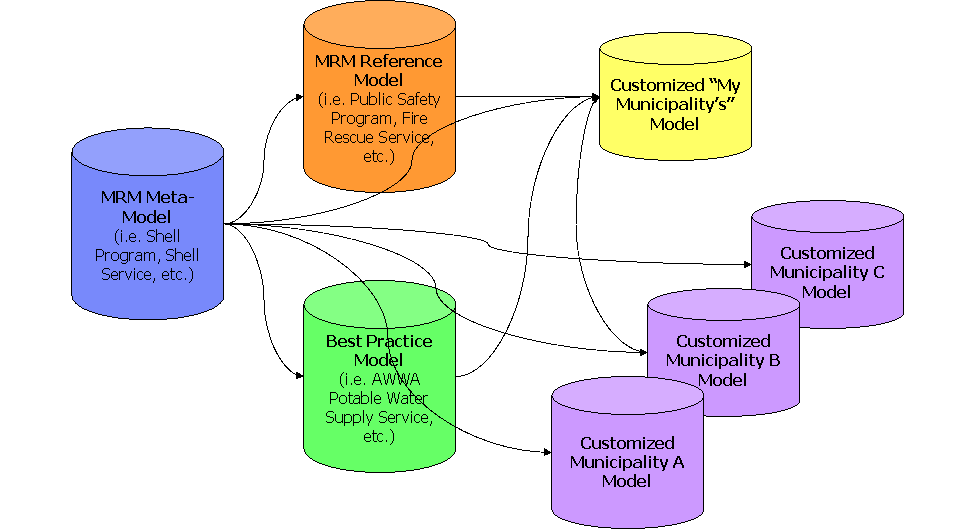 MRM Reference
Model
(i.e. Public Safety
Program, Fire
Rescue Service,
etc.)
Customized “My
Municipality’s”
Model
MRM Meta-
Model
(i.e. Shell
Program, Shell
Service, etc.)
Customized
Municipality C
Model
Best Practice
Model
(i.e. AWWA
Potable Water
Supply Service,
etc.)
Customized
Municipality B
Model
Customized
Municipality A
Model